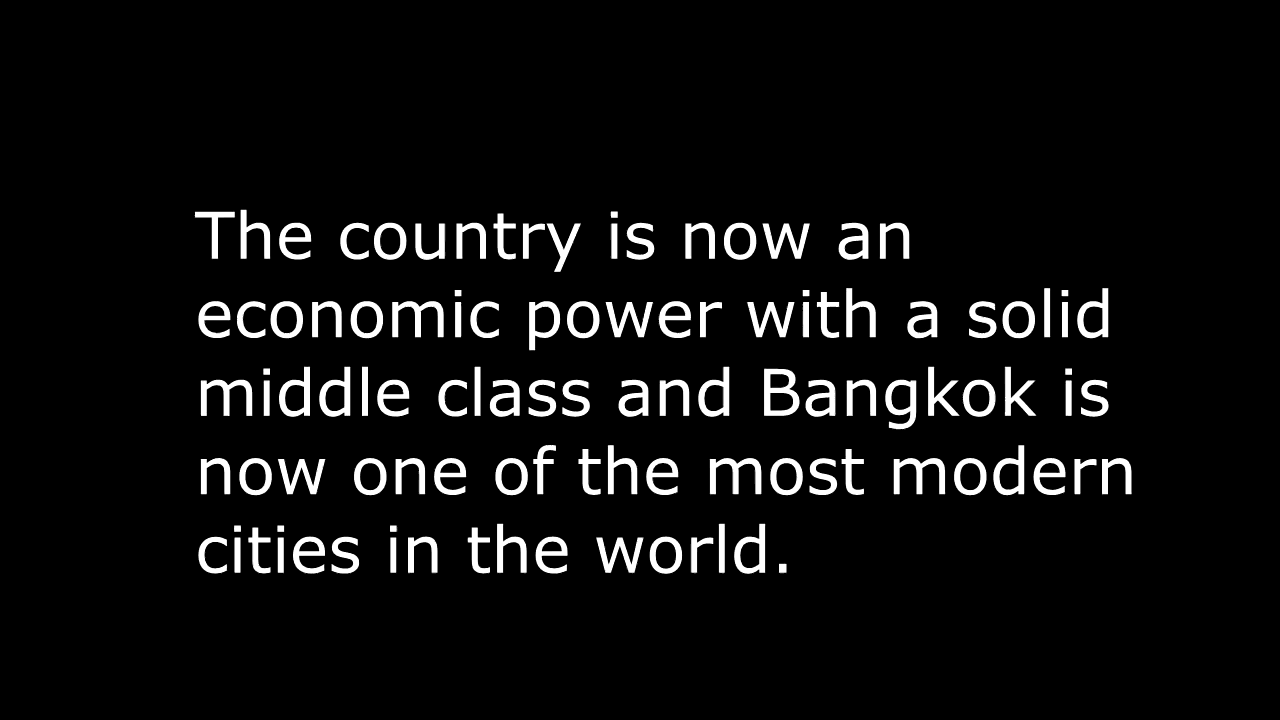 The country is now an
economic power with a solid
middle class and Bangkok is
now one of the most modern
cities in the world.